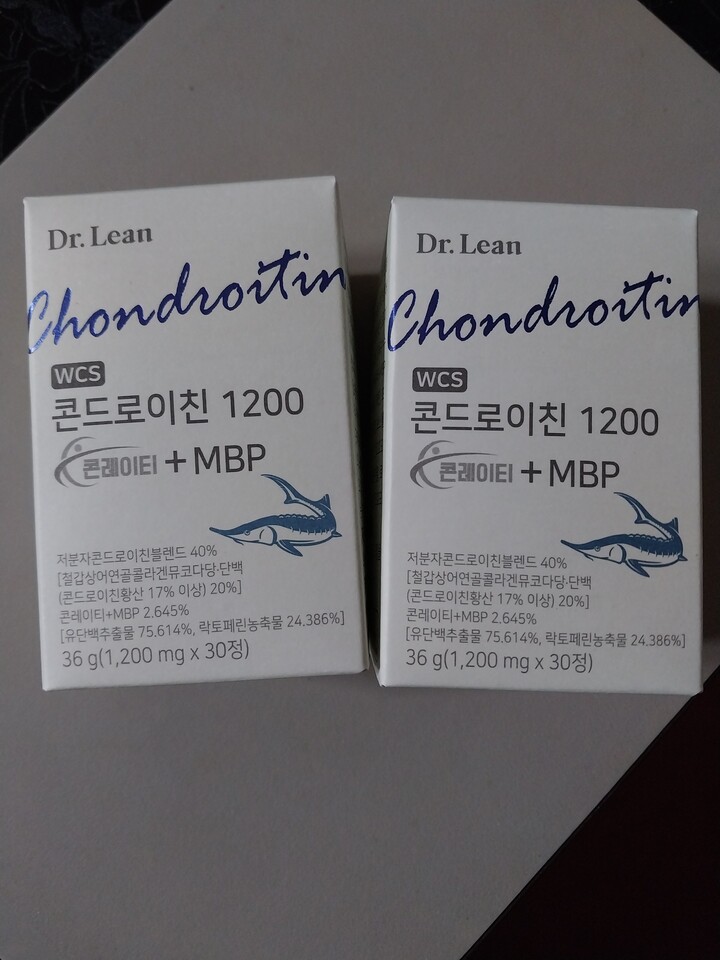 Dr. Lean
Chondroitin
WCS
콘드로이친 1200
콘레이티 + MBP
저분자콘드로이친블렌드 40%
[철갑상어연골콜라겐뮤코다당·단백
(콘드로이친황산 17% 이상) 20%]
콘레이티+MBP 2.645%
[유단백추출물 75.614%, 락토페린농축물 24.386%]
36 g(1,200 mg x 30정)
Dr. Lean
Chondroitin
WCS
콘드로이친 1200
콘레이티 + MBP
저분자콘드로이친블렌드 40%
[철갑상어연골콜라겐뮤코다당·단백
(콘드로이친황산 17% 이상) 20%]
콘레이티+MBP 2.645%
[유단백추출물 75.614%, 락토페린농축물 24.386%]
36 g(1,200 mg x 30정)